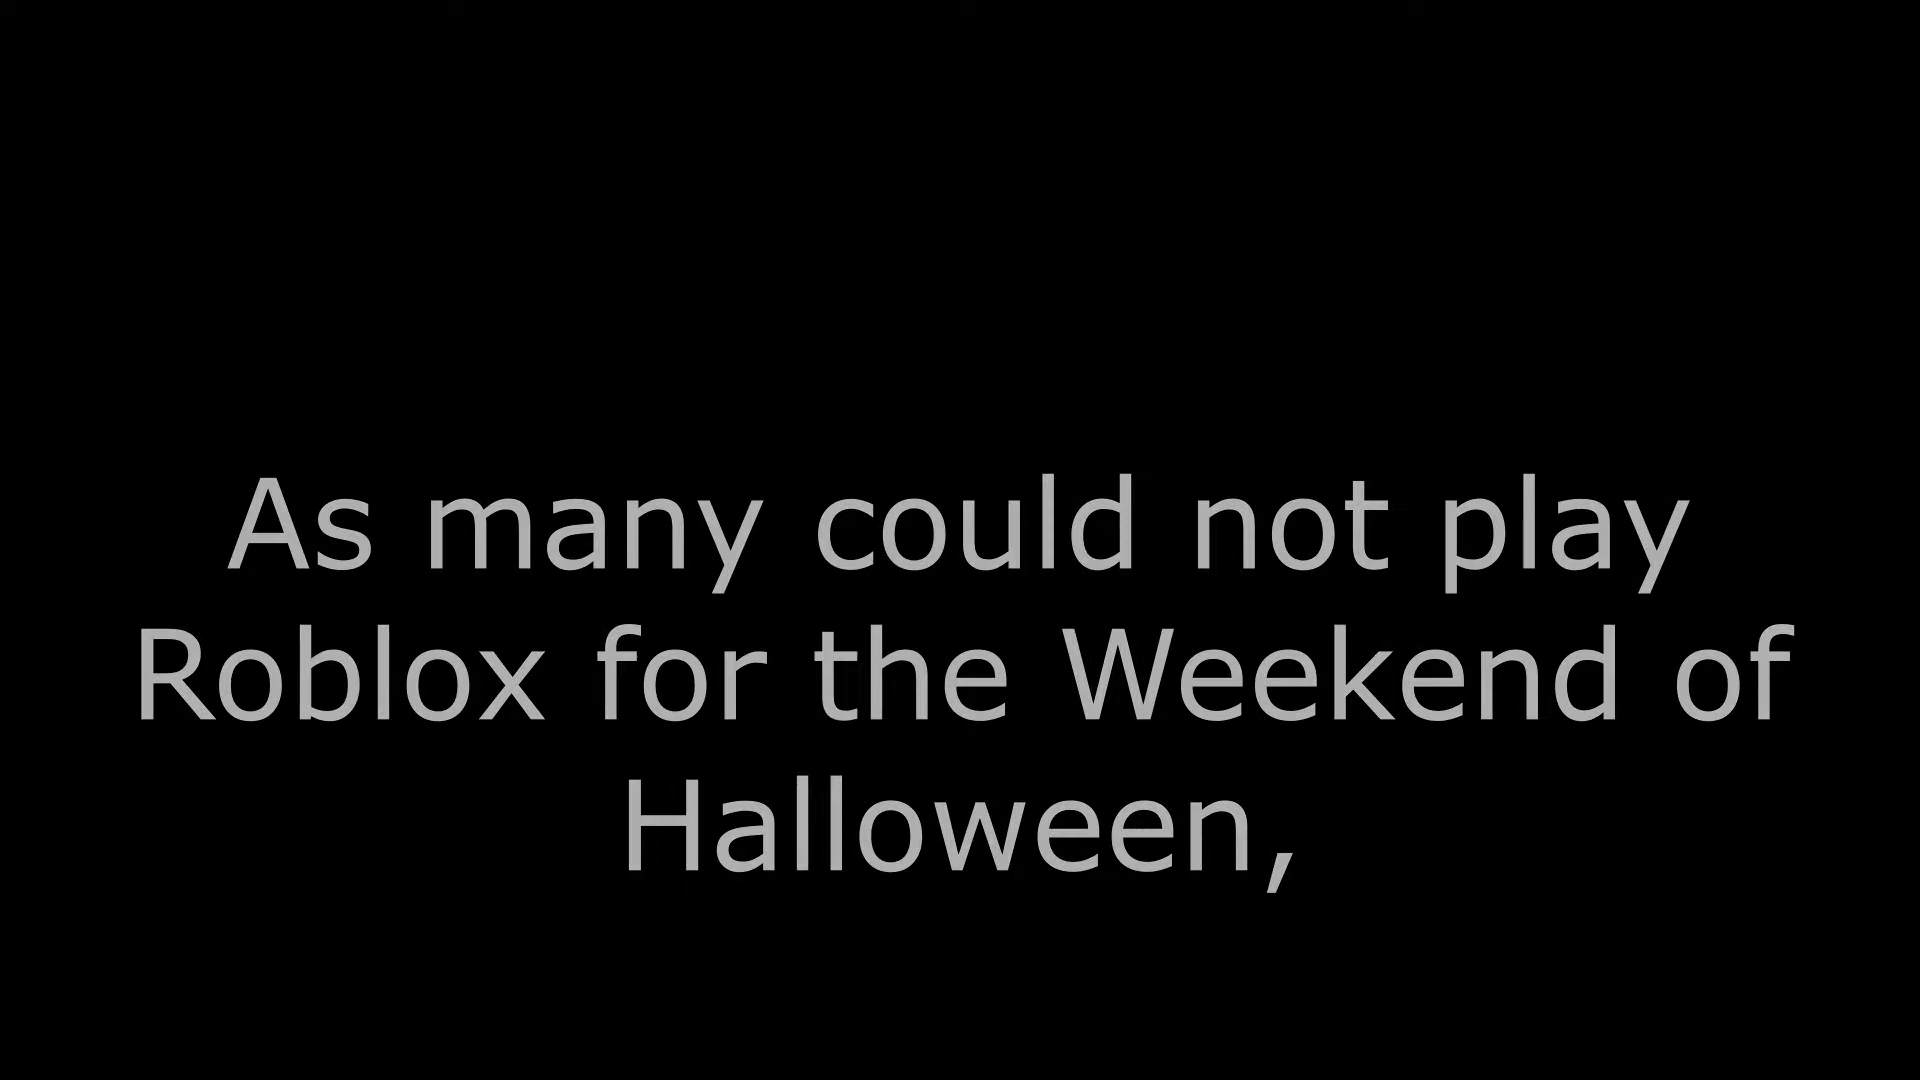 As many could not play
Roblox for the Weekend of
Halloween,